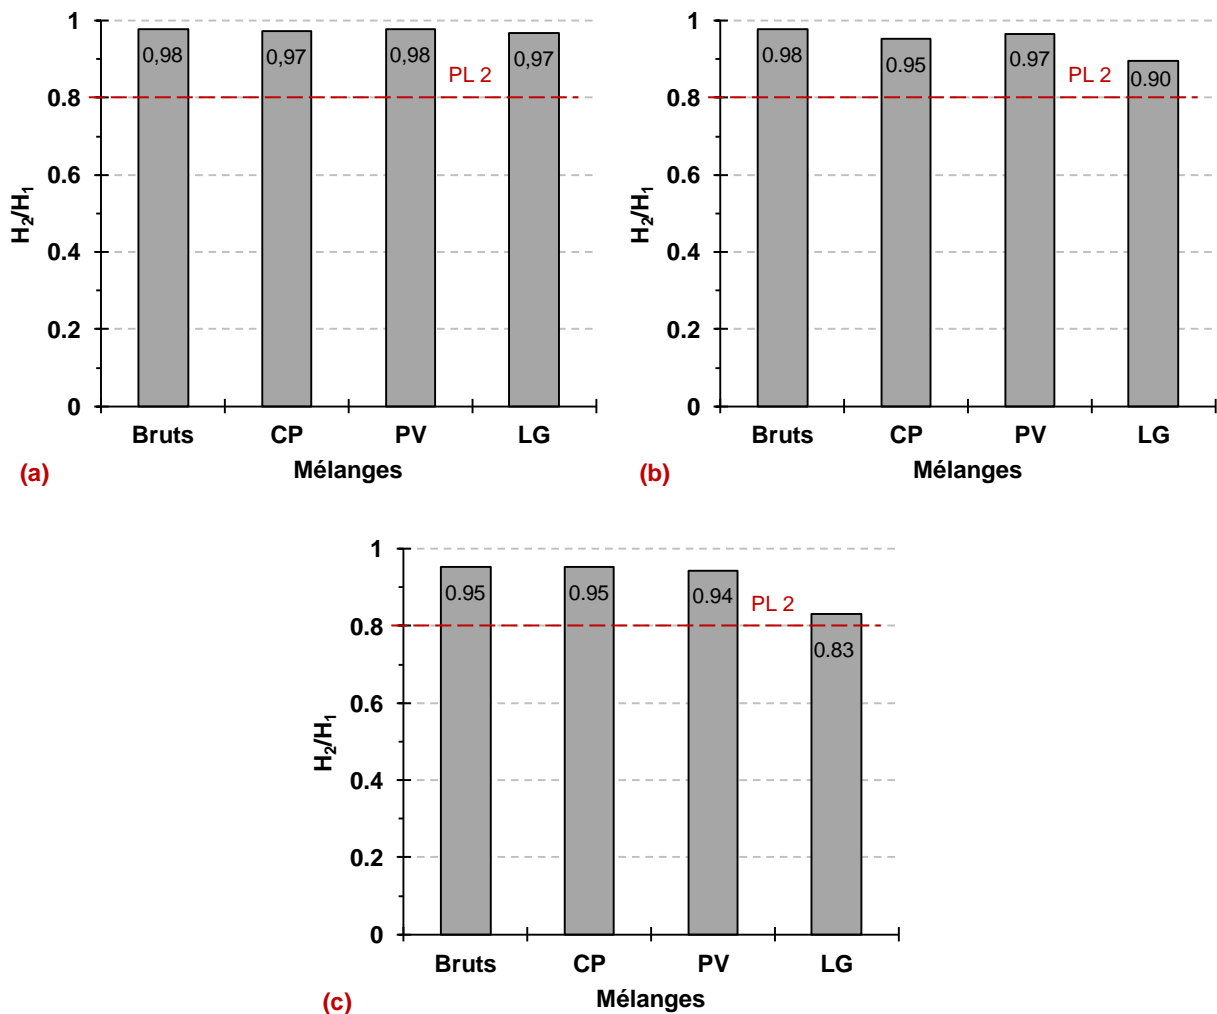 1
0.8
0.6
0.4
0.2
0
H₂/H₁
0,98
0,97
0,98
0,97
PL 2
Bruts CP PV LG
Mélanges
(a)
1
0.8
0.6
0.4
0.2
0
H₂/H₁
0.98
0.95
0.97
0.90
PL 2
Bruts CP PV LG
Mélanges
(b)
1
0.8
0.6
0.4
0.2
0
H₂/H₁
0.95
0.95
0.94
0.83
PL 2
Bruts CP PV LG
Mélanges
(c)